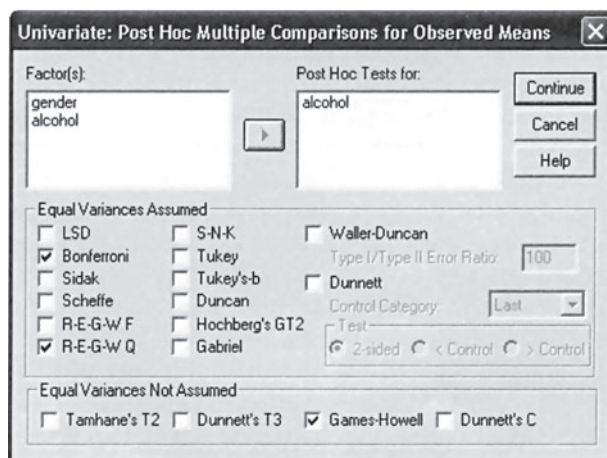 Univariate: Post Hoc Multiple Comparisons for Observed Means
Factor(s):
gender
alcohol
Post Hoc Tests for:
alcohol
Continue
Cancel
Help
Equal Variances Assumed
LSD
Bonferroni
Sidak
Scheffe
R-E-G-W F
R-E-G-W Q
S-N-K
Tukey
Tukey's-b
Duncan
Hochberg's GT2
Gabriel
Waller-Duncan
Type I/Type II Error Ratio: 100
Dunnett
Control Category: Last
Test
2-sided < Control > Control
Equal Variances Not Assumed
Tamhane's T2 Dunnett's T3 Games-Howell Dunnett's C